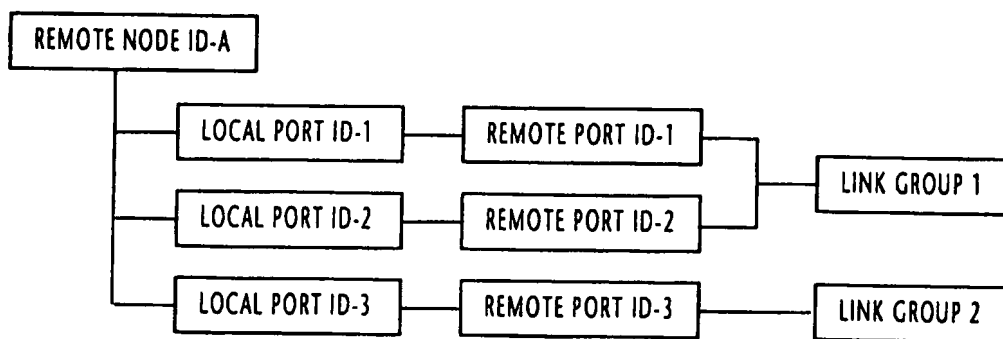 REMOTE NODE ID-A
LOCAL PORT ID-1
REMOTE PORT ID-1
LINK GROUP 1
LOCAL PORT ID-2
REMOTE PORT ID-2
LOCAL PORT ID-3
REMOTE PORT ID-3
LINK GROUP 2